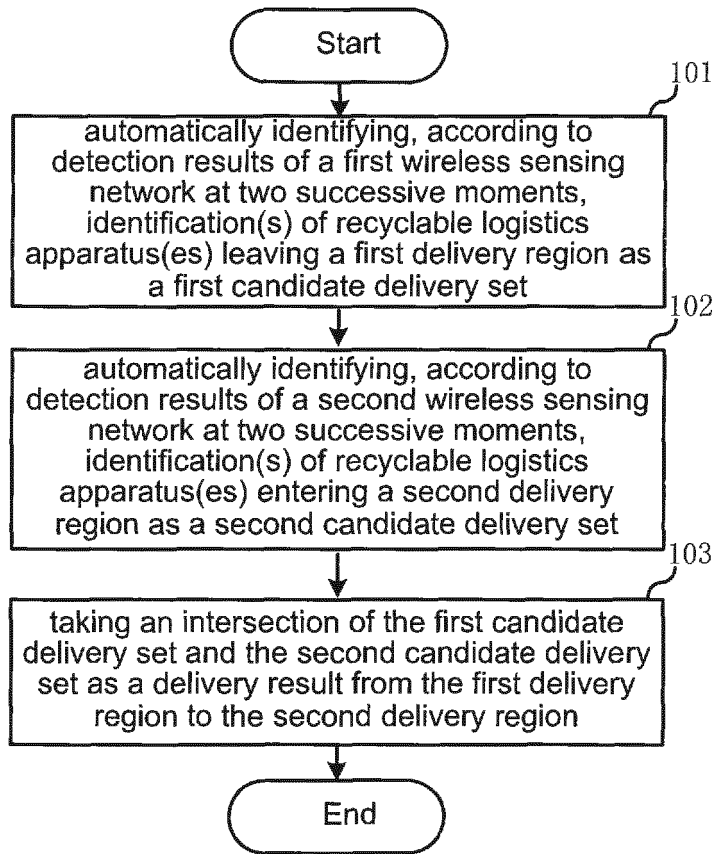 Start
101
automatically identifying, according to
detection results of a first wireless sensing
network at two successive moments,
identification(s) of recyclable logistics
apparatus(es) leaving a first delivery region as
a first candidate delivery set
102
automatically identifying, according to
detection results of a second wireless sensing
network at two successive moments,
identification(s) of recyclable logistics
apparatus(es) entering a second delivery
region as a second candidate delivery set
103
taking an intersection of the first candidate
delivery set and the second candidate delivery
set as a delivery result from the first delivery
region to the second delivery region
End